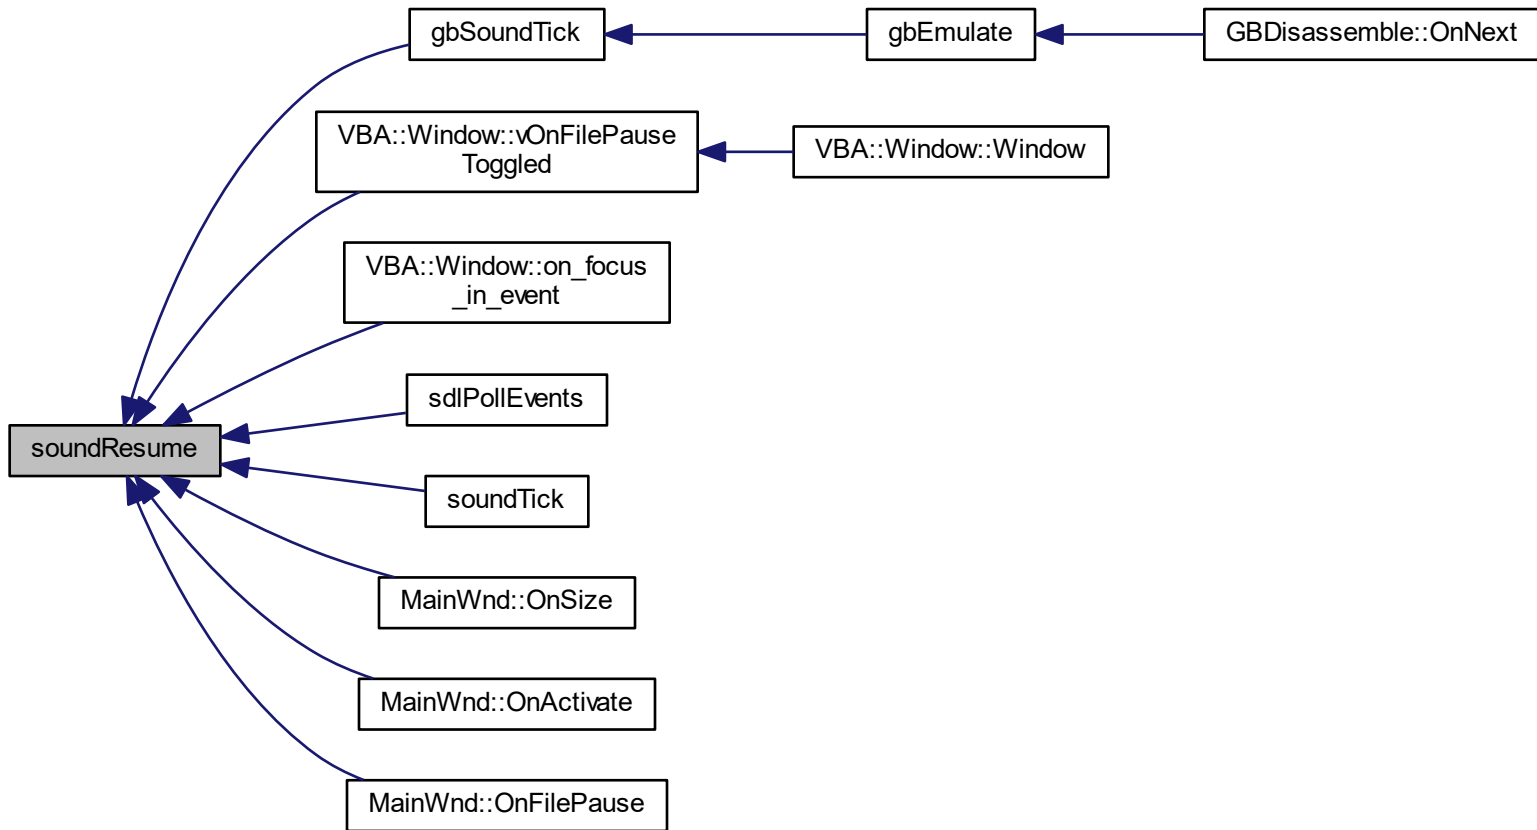 gbSoundTick
gbEmulate
GBDisassemble::OnNext
VBA::Window::vOnFilePause
Toggled
VBA::Window::Window
VBA::Window::on_focus
_in_event
sdlPollEvents
soundResume
soundTick
MainWnd::OnSize
MainWnd::OnActivate
MainWnd::OnFilePause